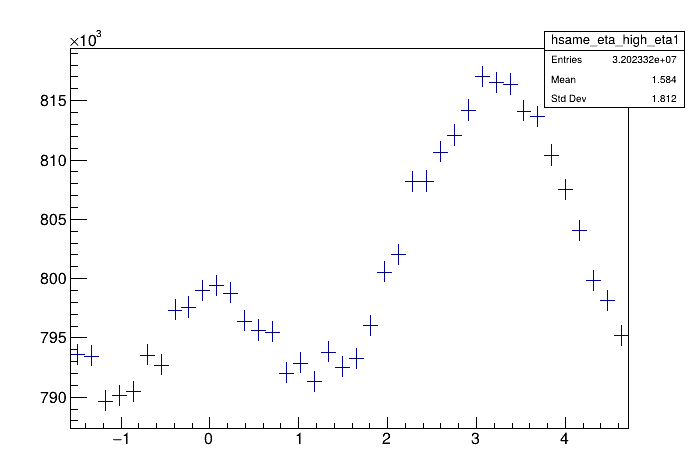 ×10³
hsame_eta_high_eta1
Entries 3.202332e+07
Mean 1.584
Std Dev 1.812
815
810
805
800
795
790
−1 0 1 2 3 4